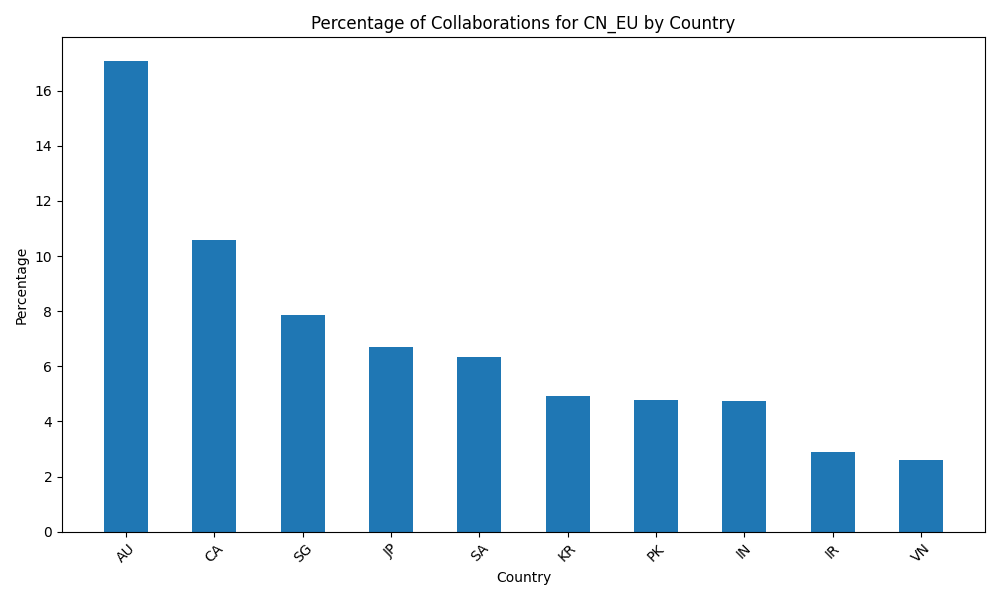 Percentage of Collaborations for CN_EU by Country
Percentage
16
14
12
10
8
6
4
2
0
AU
CA
SG
JP
SA
KR
PK
IN
IR
VN
Country